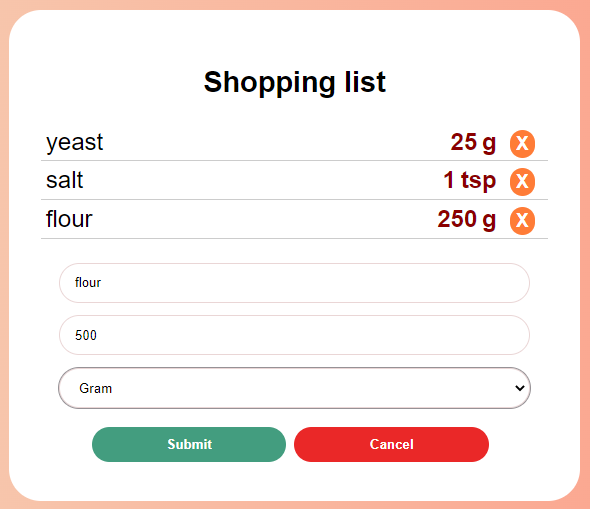 Shopping list
yeast 25 g X
salt 1 tsp X
flour 250 g X
flour
500
Gram
Submit Cancel